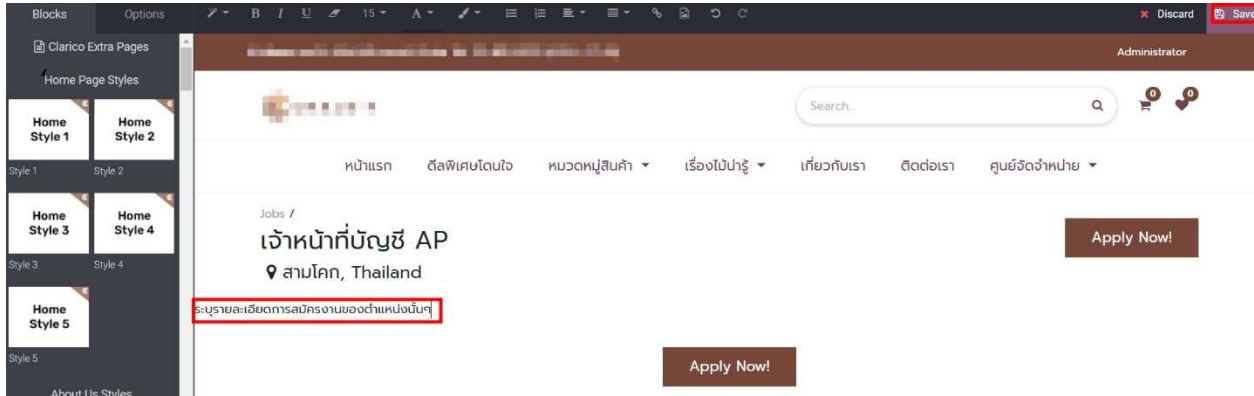 Blocks Options B I U 15 A Discard Save
Clarico Extra Pages
Administrator
Home Page Styles
Home Style 1
Home Style 2
Style 1 Style 2
Search..
0 0
หน้าแรก ดีลพิเศษโดนใจ หมวดหมู่สินค้า เรื่องไม้น่ารู้ เกี่ยวกับเรา ติดต่อเรา ศูนย์จัดจำหน่าย
Home Style 3
Home Style 4
Style 3 Style 4
Jobs /
เจ้าหน้าที่บัญชี AP
Apply Now!
สามโคก, Thailand
ระบุรายละเอียดการสมัครงานของตำแหน่งนั้นๆ
Home Style 5
Style 5
Apply Now!
About Us Styles